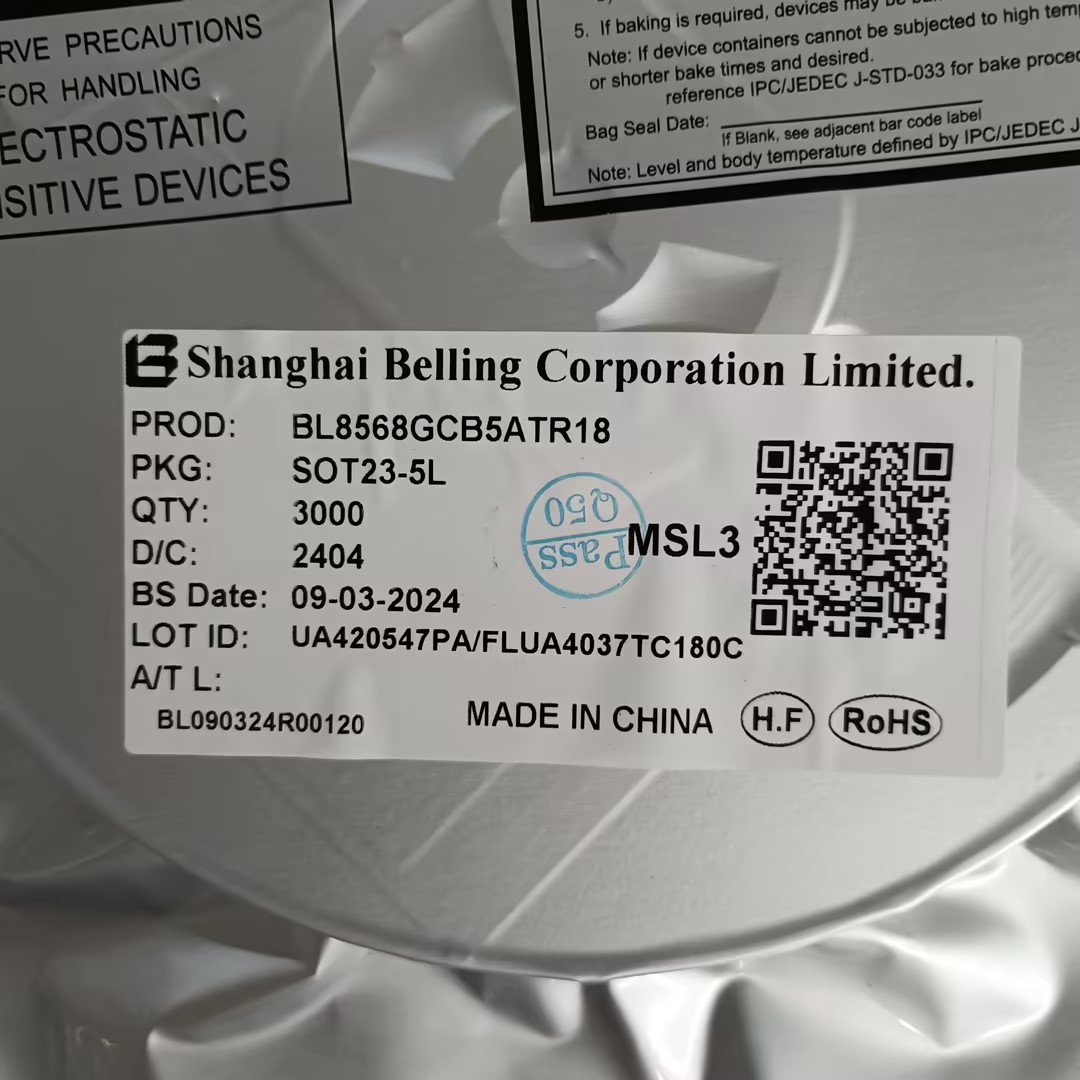 RVE PRECAUTIONS
FOR HANDLING
ECTROSTATIC
SITIVE DEVICES
5. If baking is required, devices may
Note: If device containers cannot be subjected to high temp
or shorter bake times and desired.
reference IPC/JEDEC J-STD-033 for bake proced
Bag Seal Date:
If Blank, see adjacent bar code label
Note: Level and body temperature defined by IPC/JEDEC J
Shanghai Belling Corporation Limited.
PROD: BL8568GCB5ATR18
PKG: SOT23-5L
QTY: 3000
D/C: 2404
BS Date: 09-03-2024
LOT ID: UA420547PA/FLUA4037TC180C
A/T L:
BL090324R00120
Q50
Pass
MSL3
MADE IN CHINA
H.F
RoHS